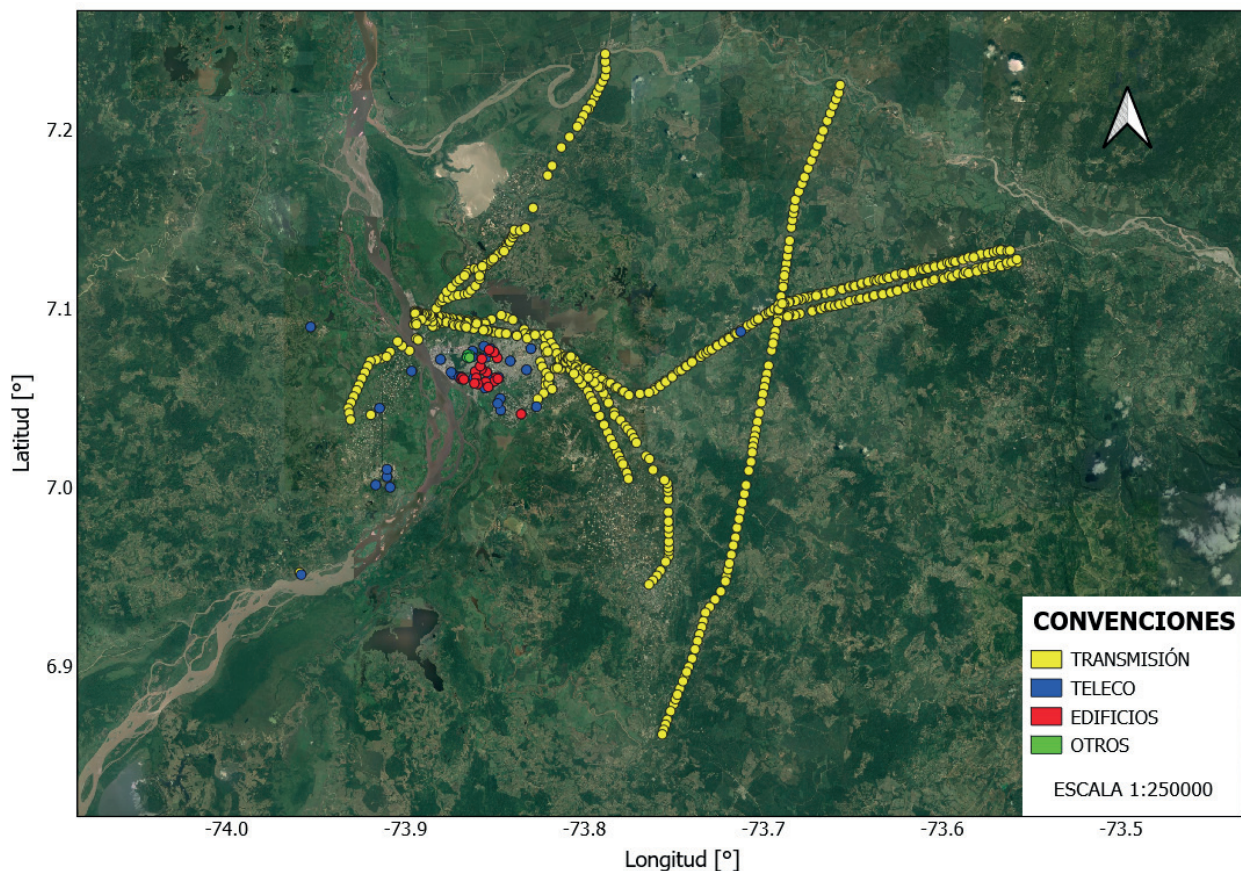 7.2
7.1
7.0
6.9
Latitud [°]
-74.0
-73.9
-73.8
-73.7
-73.6
-73.5
Longitud [°]
CONVENCIONES
TRANSMISIÓN
TELECO
EDIFICIOS
OTROS
ESCALA 1:250000